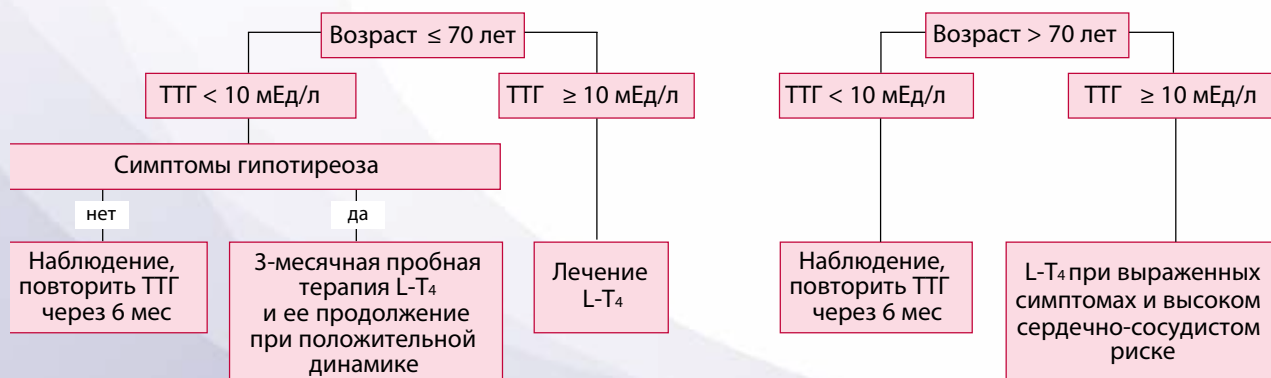 Возраст ≤ 70 лет
ТТГ < 10 мЕд/л
ТТГ ≥ 10 мЕд/л
Симптомы гипотиреоза
нет
да
Наблюдение,
повторить ТТГ
через 6 мес
3-месячная пробная
терапия L-T₄
и ее продолжение
при положительной
динамике
Лечение
L-T₄
Возраст > 70 лет
ТТГ < 10 мЕд/л
ТТГ ≥ 10 мЕд/л
Наблюдение,
повторить ТТГ
через 6 мес
L-T₄ при выраженных
симптомах и высоком
сердечно-сосудистом
риске